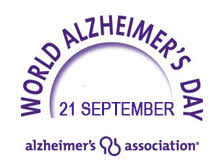 WORLD ALZHEIMER'S DAY
21 SEPTEMBER
alzheimer's association®